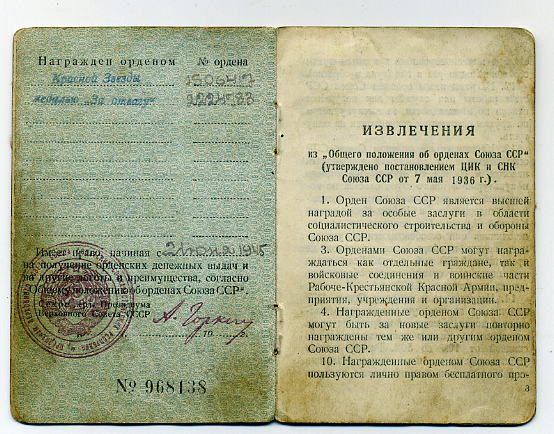 Награжден орденом № ордена
Красной Звезды
медалью „За отвагу“
Имеет право, начиная с 2 июня 1945
на получение орденских денежных выдач и
на другие льготы и преимущества, согласно
„Общему положению об орденах Союза ССР“
Секретарь Президиума
Верховного Совета СССР А. Горкин
№ 968138
ИЗВЛЕЧЕНИЯ
из „Общего положения об орденах Союза ССР“
(утверждено постановлением ЦИК и СНК
Союза ССР от 7 мая 1936 г.).
1. Орден Союза ССР является высшей
наградой за особые заслуги в области
социалистического строительства и обороны
Союза ССР.
3. Орденами Союза ССР могут награ-
ждаться как отдельные граждане, так и
войсковые соединения и воинские части
Рабоче-Крестьянской Красной Армии, пред-
приятия, учреждения и организации.
4. Награжденные орденом Союза ССР
могут быть за новые заслуги повторно
награждены тем же или другим орденом
Союза ССР.
10. Награжденные орденом Союза ССР
пользуются лично правом бесплатного про-
3